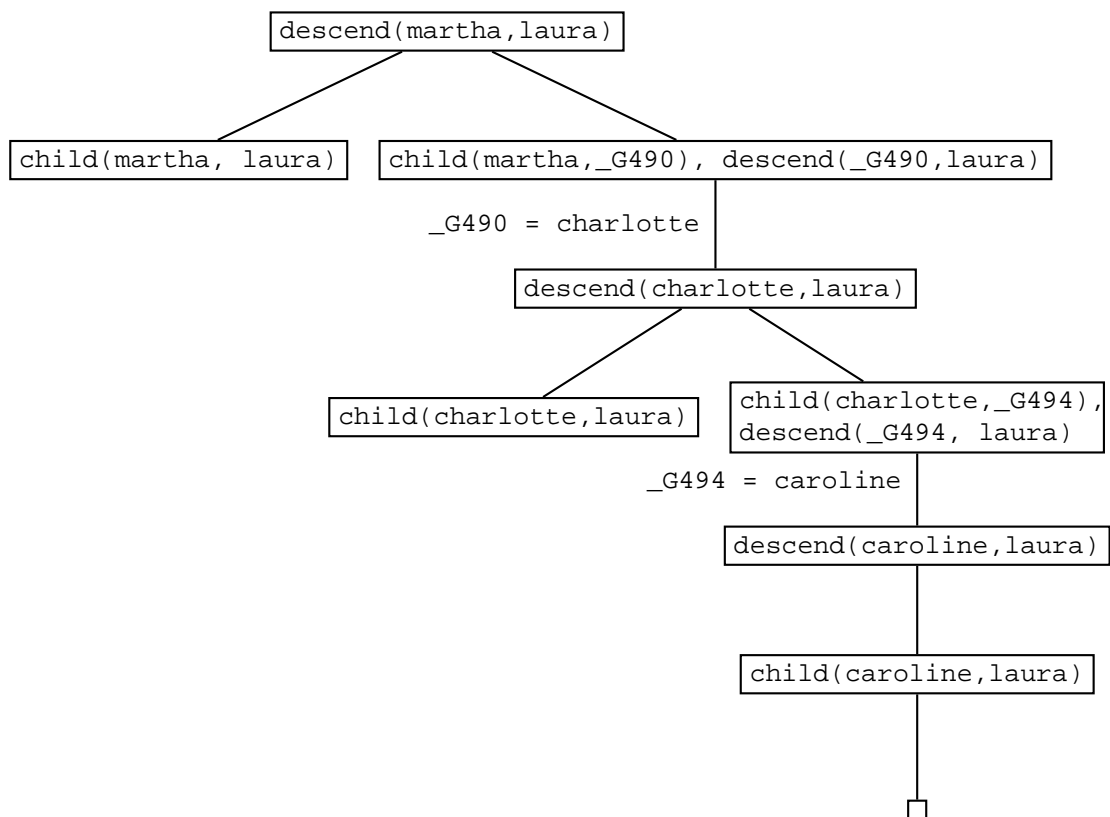 descend(martha,laura)
child(martha, laura)
child(martha,_G490), descend(_G490,laura)
_G490 = charlotte
descend(charlotte,laura)
child(charlotte,laura)
child(charlotte,_G494),
descend(_G494, laura)
_G494 = caroline
descend(caroline,laura)
child(caroline,laura)